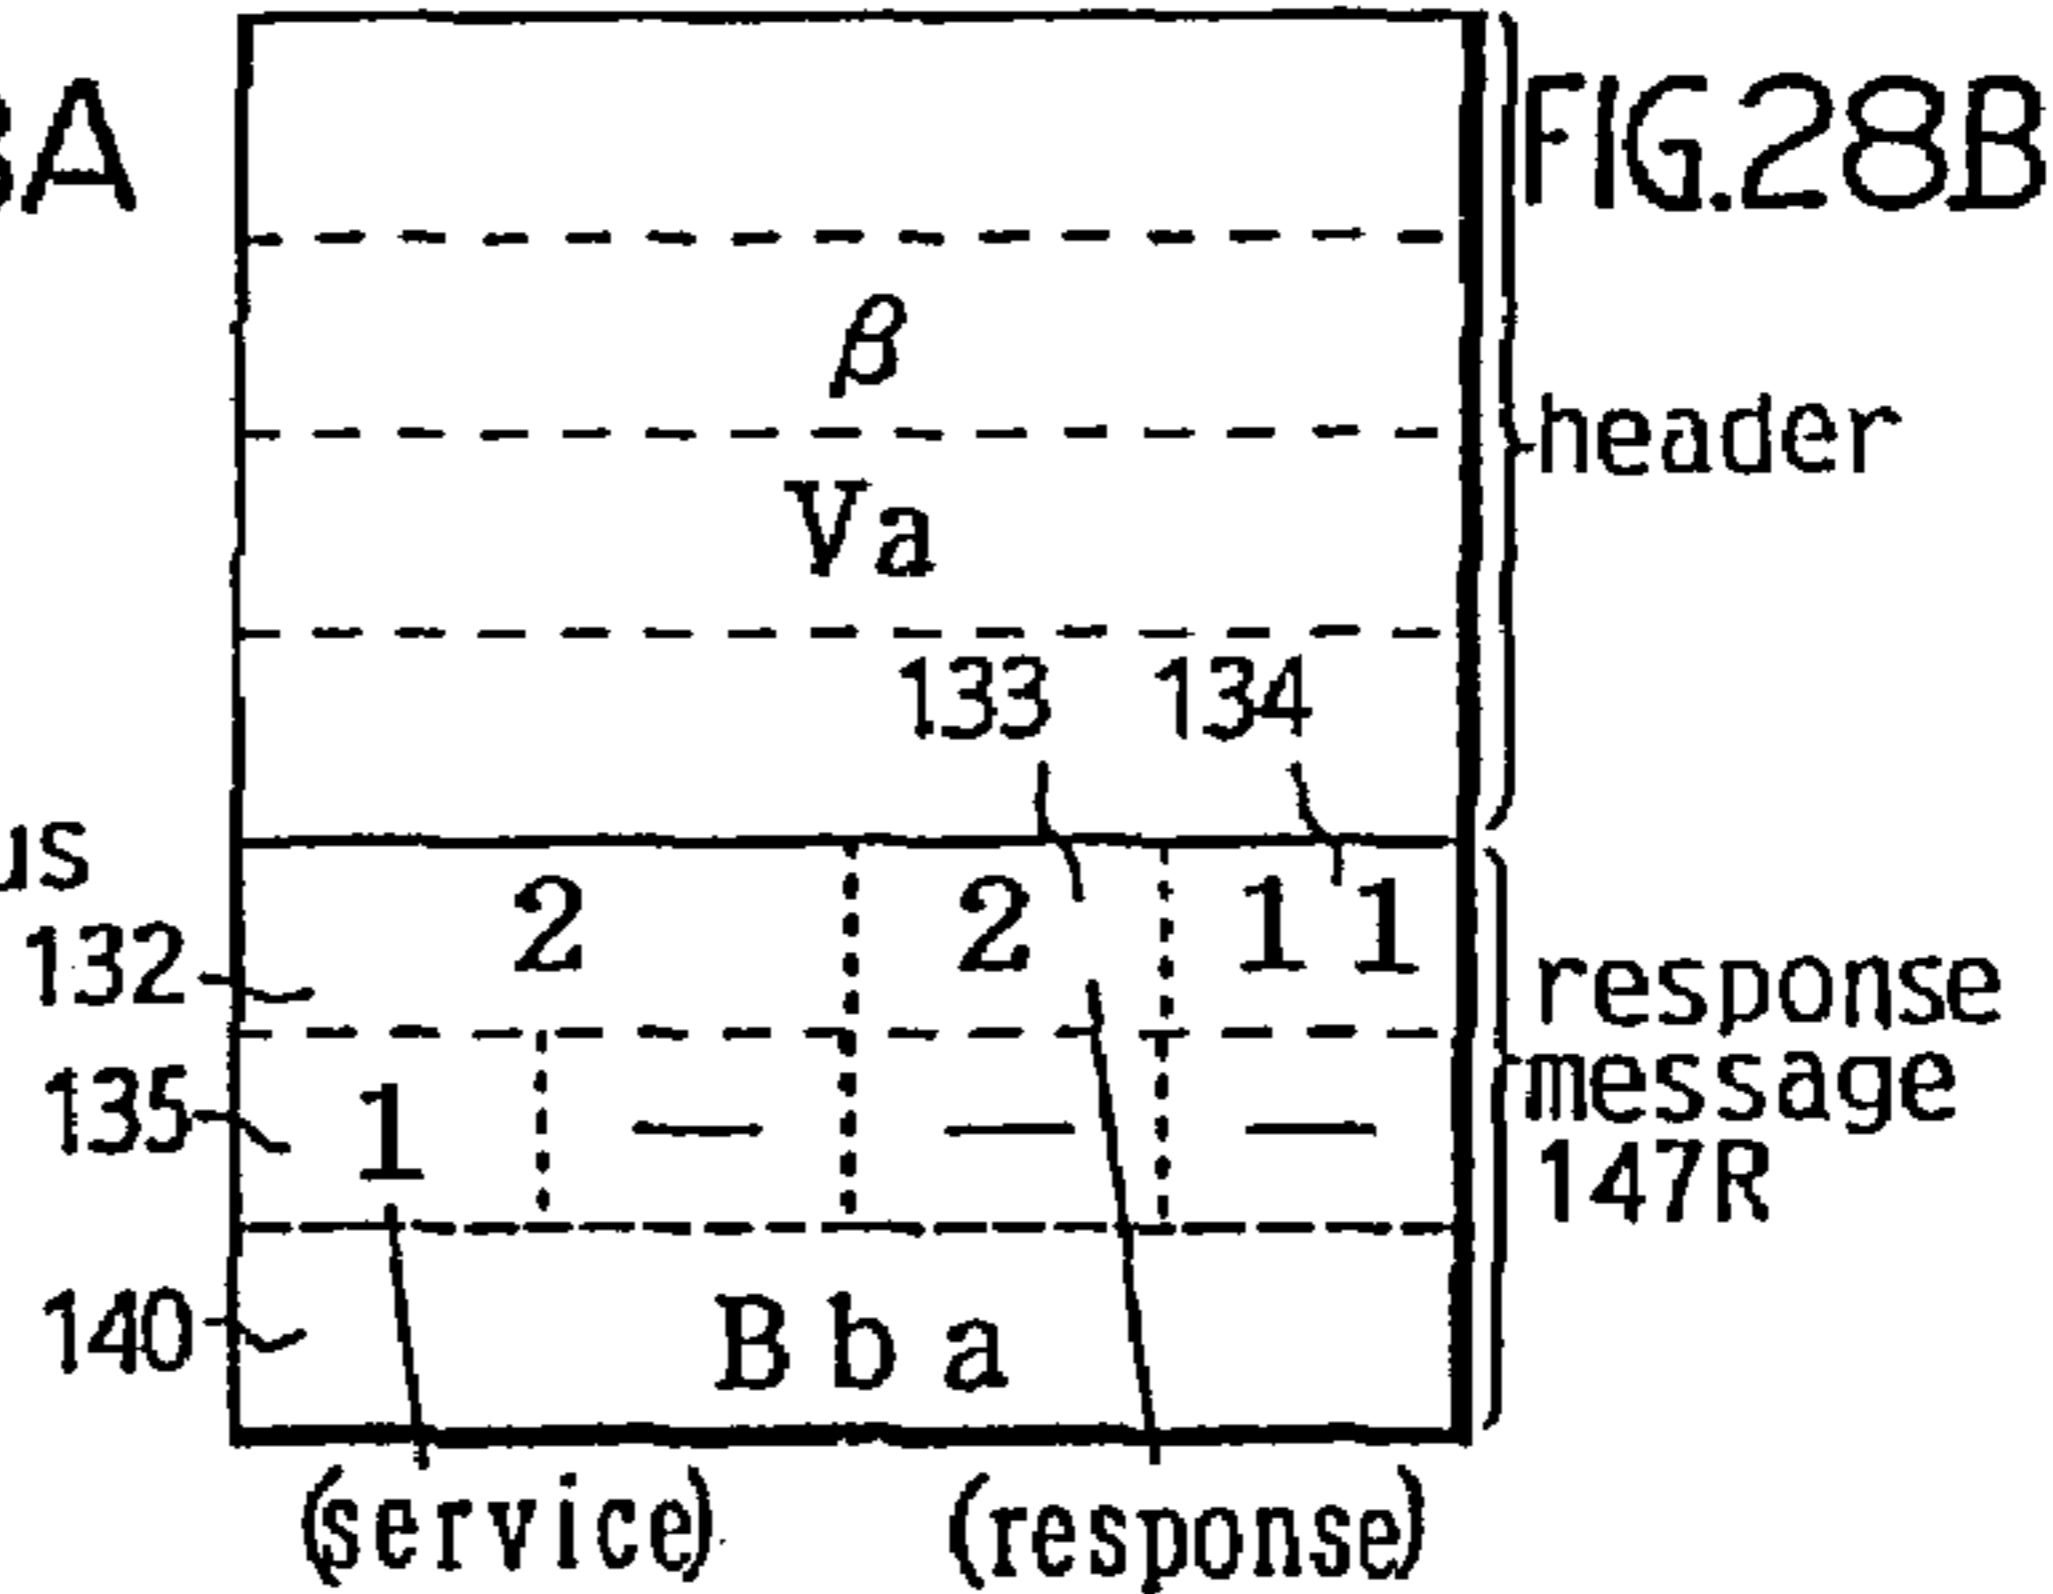 8A
FIG.28B
β
header
Va
133 134
us
2 2 11
132
response
135 1 — — —
message
147R
140 Bba
(service) (response)